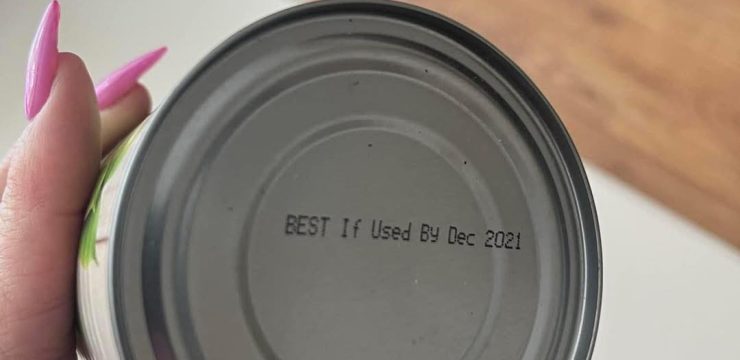 BEST If Used By Dec 2021